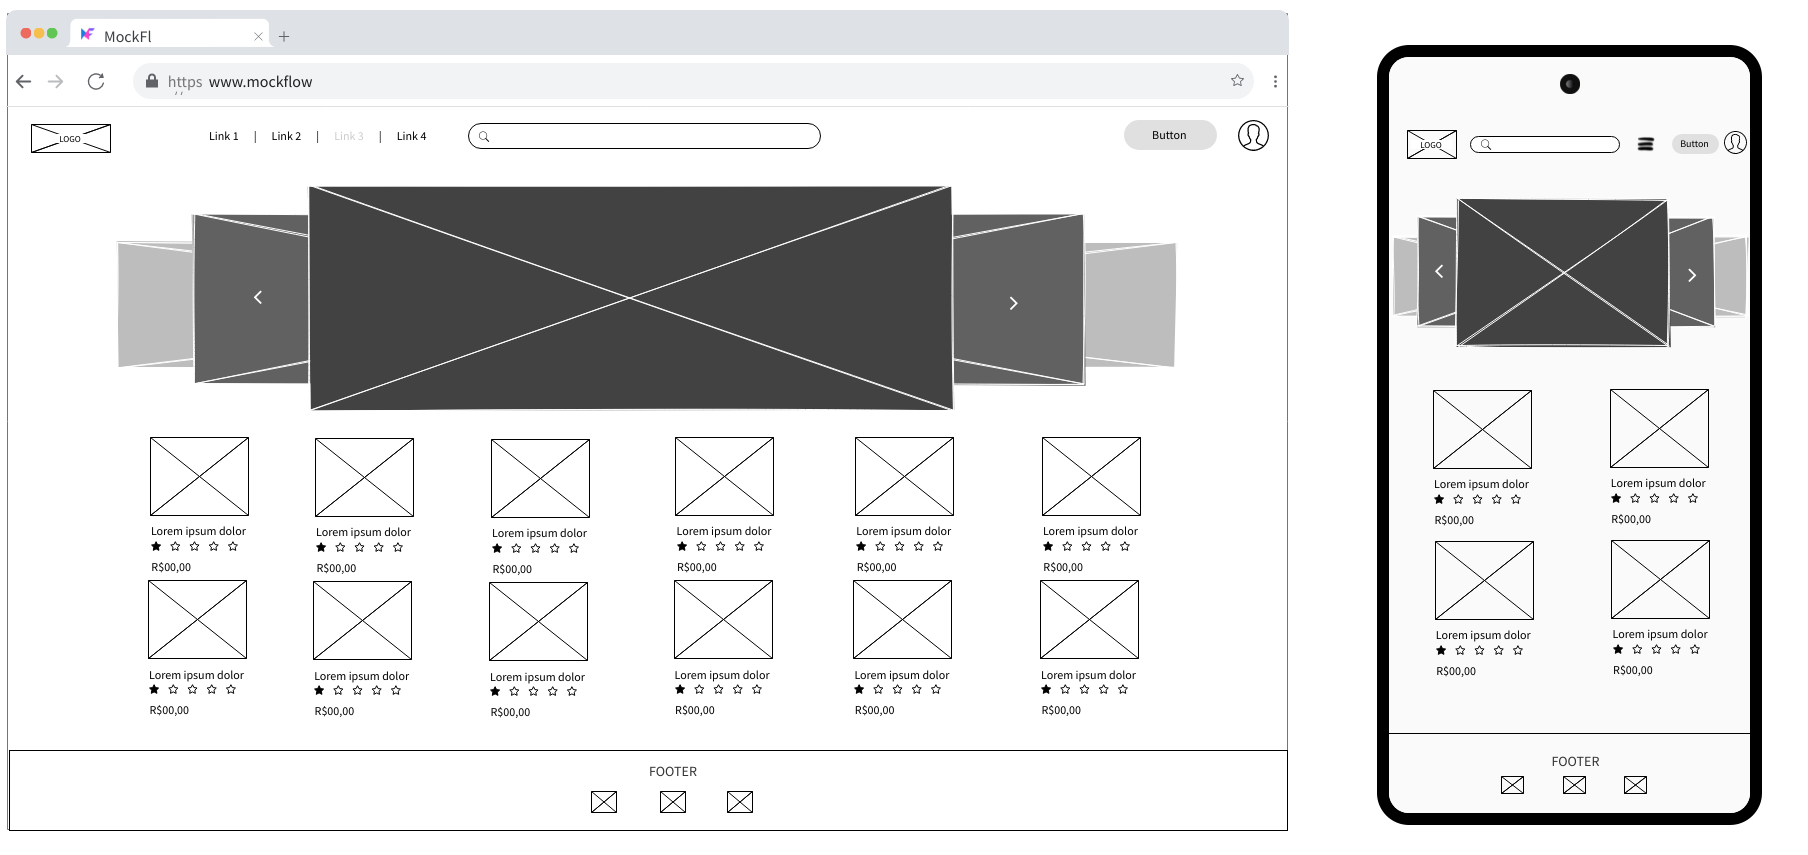 MockFl
https:// www.mockflow
LOGO Link 1 | Link 2 | Link 3 | Link 4 Button
Lorem ipsum dolor Lorem ipsum dolor Lorem ipsum dolor Lorem ipsum dolor Lorem ipsum dolor Lorem ipsum dolor
R$00,00 R$00,00 R$00,00 R$00,00 R$00,00 R$00,00
Lorem ipsum dolor Lorem ipsum dolor Lorem ipsum dolor Lorem ipsum dolor Lorem ipsum dolor Lorem ipsum dolor
R$00,00 R$00,00 R$00,00 R$00,00 R$00,00 R$00,00
FOOTER
LOGO Button
Lorem ipsum dolor Lorem ipsum dolor
R$00,00 R$00,00
Lorem ipsum dolor Lorem ipsum dolor
R$00,00 R$00,00
FOOTER